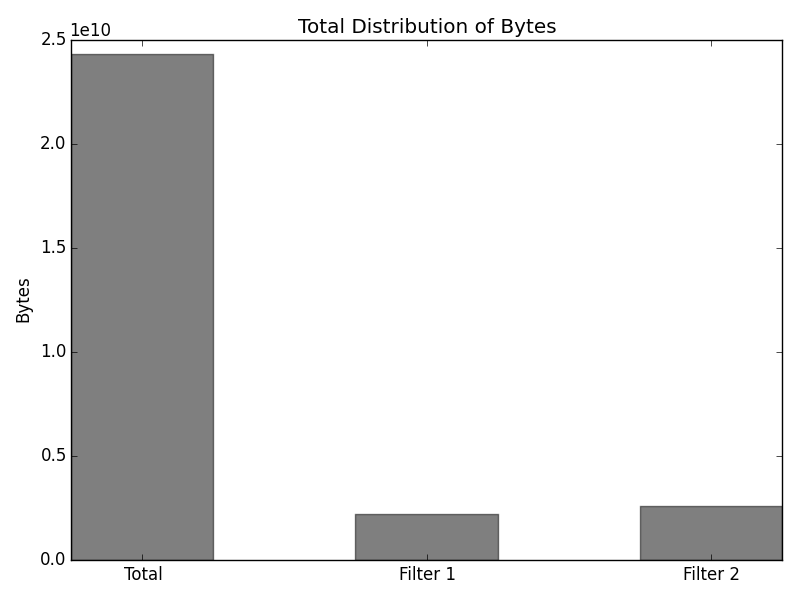 Total Distribution of Bytes
1e10
2.5
2.0
1.5
1.0
0.5
0.0
Bytes
Total
Filter 1
Filter 2